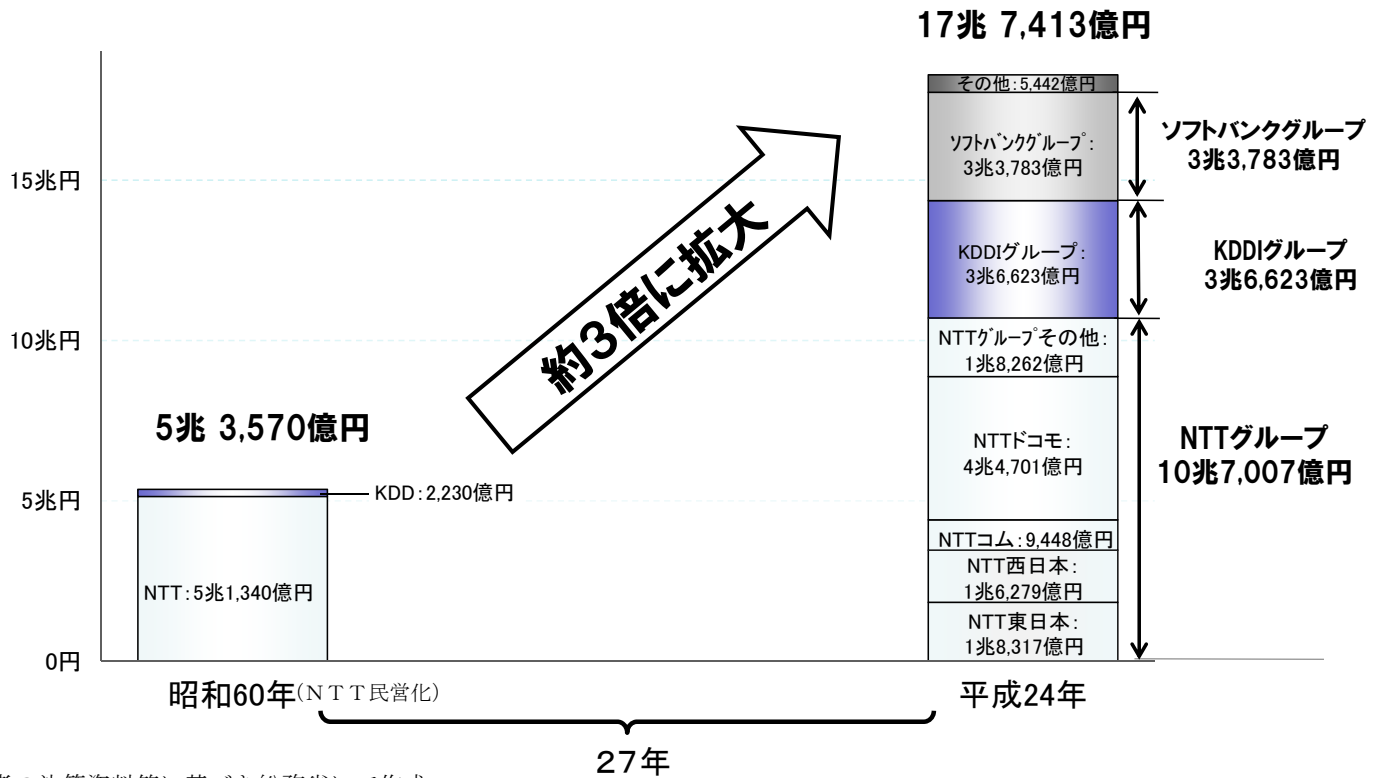 17兆 7,413億円
その他:5,442億円
ｿﾌﾄﾊﾞﾝｸｸﾞﾙｰﾌﾟ:
3兆3,783億円
ソフトバンクグループ
3兆3,783億円
15兆円
KDDIグループ:
3兆6,623億円
KDDIグループ
3兆6,623億円
約3倍に拡大
10兆円
NTTｸﾞﾙｰﾌﾟその他:
1兆8,262億円
5兆 3,570億円
NTTドコモ:
4兆4,701億円
NTTグループ
10兆7,007億円
KDD:2,230億円
5兆円
NTTコム:9,448億円
NTT:5兆1,340億円
NTT西日本:
1兆6,279億円
NTT東日本:
1兆8,317億円
0円
昭和60年(ＮＴＴ民営化)
平成24年
２７年